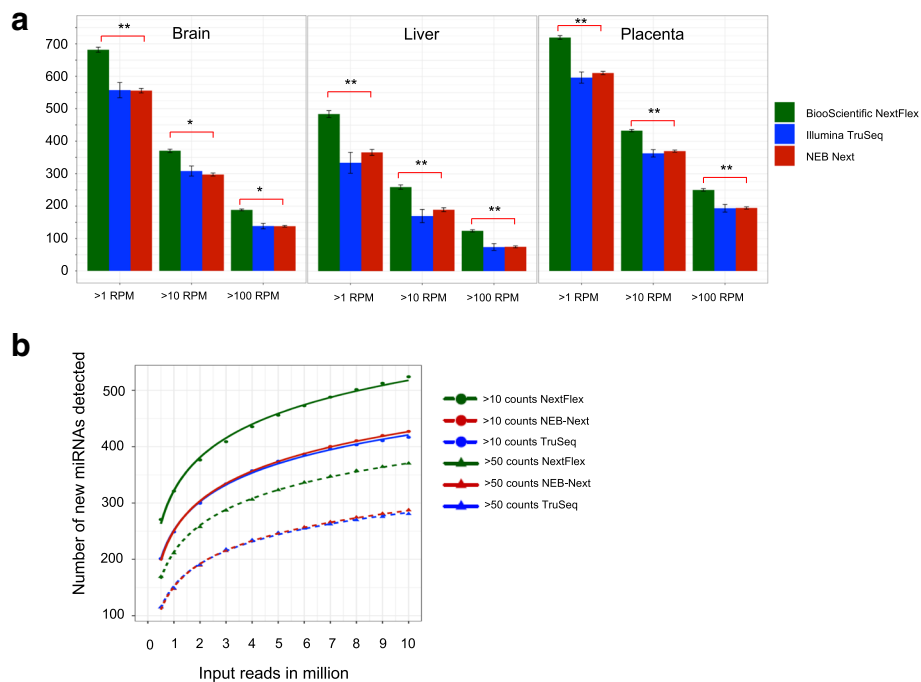 a
Brain
Liver
Placenta
**
*
*
**
**
**
**
**
**
700
600
500
400
300
200
100
0
>1 RPM
>10 RPM
>100 RPM
>1 RPM
>10 RPM
>100 RPM
>1 RPM
>10 RPM
>100 RPM
BiooScientific NextFlex
Illumina TruSeq
NEB Next
b
Number of new miRNAs detected
500
400
300
200
100
0 1 2 3 4 5 6 7 8 9 10
Input reads in million
>10 counts NextFlex
>10 counts NEB-Next
>10 counts TruSeq
>50 counts NextFlex
>50 counts NEB-Next
>50 counts TruSeq